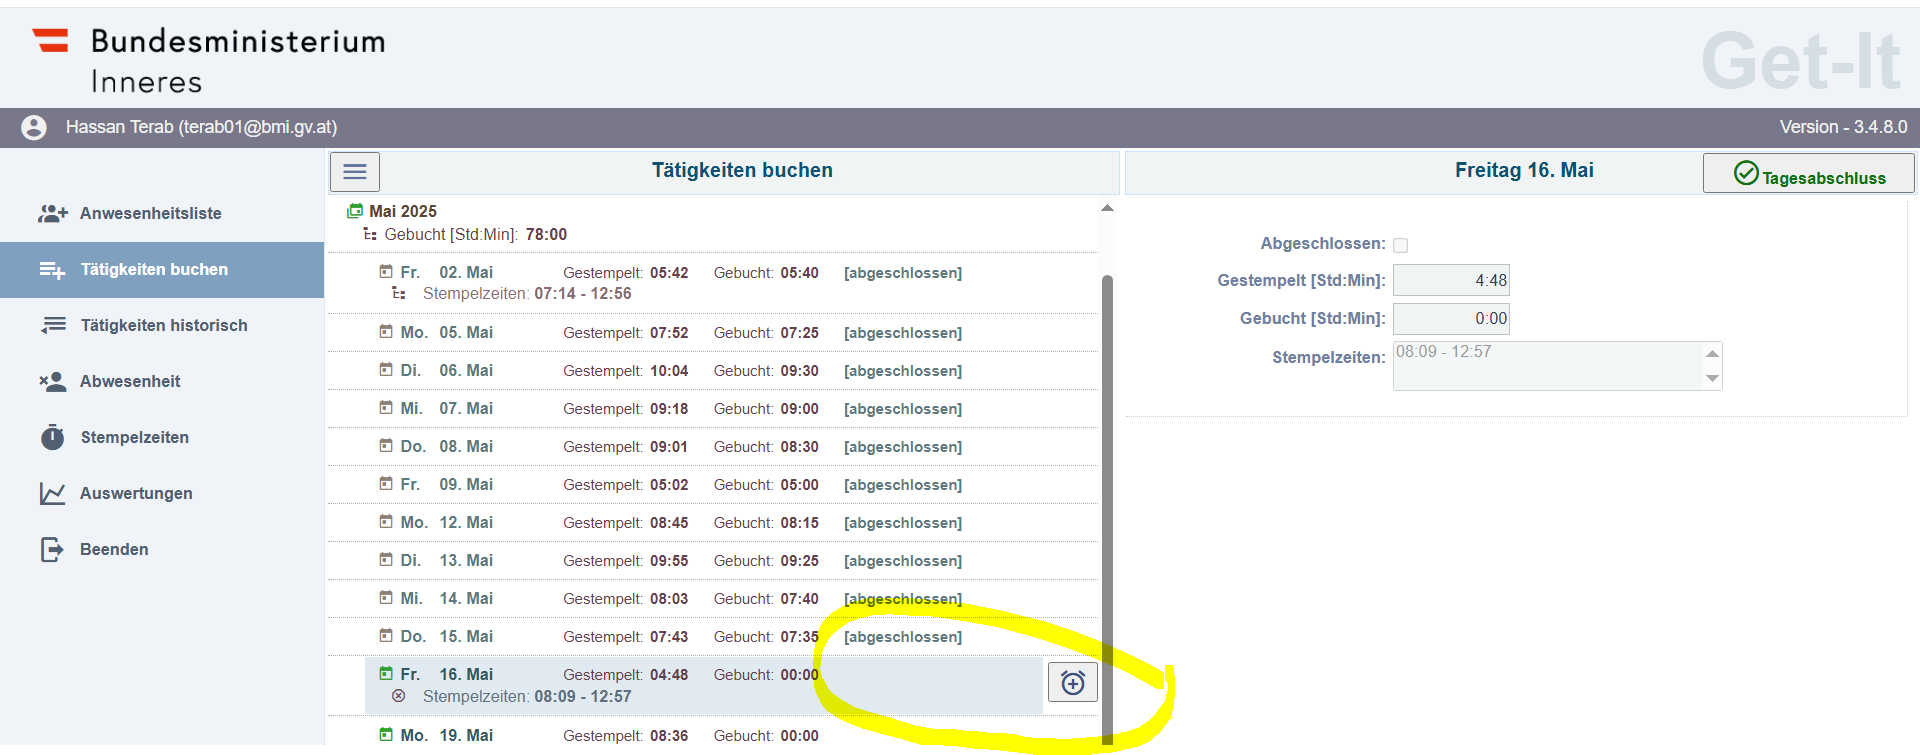 Bundesministerium
Inneres
Get-It
Hassan Terab (terab01@bmi.gv.at)
Version - 3.4.8.0
Anwesenheitsliste
Tätigkeiten buchen
Tätigkeiten historisch
Abwesenheit
Stempelzeiten
Auswertungen
Beenden
Tätigkeiten buchen
Mai 2025
Gebucht [Std:Min]: 78:00
Fr. 02. Mai Gestempelt: 05:42 Gebucht: 05:40 [abgeschlossen]
Stempelzeiten: 07:14 - 12:56
Mo. 05. Mai Gestempelt: 07:52 Gebucht: 07:25 [abgeschlossen]
Di. 06. Mai Gestempelt: 10:04 Gebucht: 09:30 [abgeschlossen]
Mi. 07. Mai Gestempelt: 09:18 Gebucht: 09:00 [abgeschlossen]
Do. 08. Mai Gestempelt: 09:01 Gebucht: 08:30 [abgeschlossen]
Fr. 09. Mai Gestempelt: 05:02 Gebucht: 05:00 [abgeschlossen]
Mo. 12. Mai Gestempelt: 08:45 Gebucht: 08:15 [abgeschlossen]
Di. 13. Mai Gestempelt: 09:55 Gebucht: 09:25 [abgeschlossen]
Mi. 14. Mai Gestempelt: 08:03 Gebucht: 07:40 [abgeschlossen]
Do. 15. Mai Gestempelt: 07:43 Gebucht: 07:35 [abgeschlossen]
Fr. 16. Mai Gestempelt: 04:48 Gebucht: 00:00
Stempelzeiten: 08:09 - 12:57
Mo. 19. Mai Gestempelt: 08:36 Gebucht: 00:00
Freitag 16. Mai
Tagesabschluss
Abgeschlossen:
Gestempelt [Std:Min]: 4:48
Gebucht [Std:Min]: 0:00
Stempelzeiten: 08:09 - 12:57